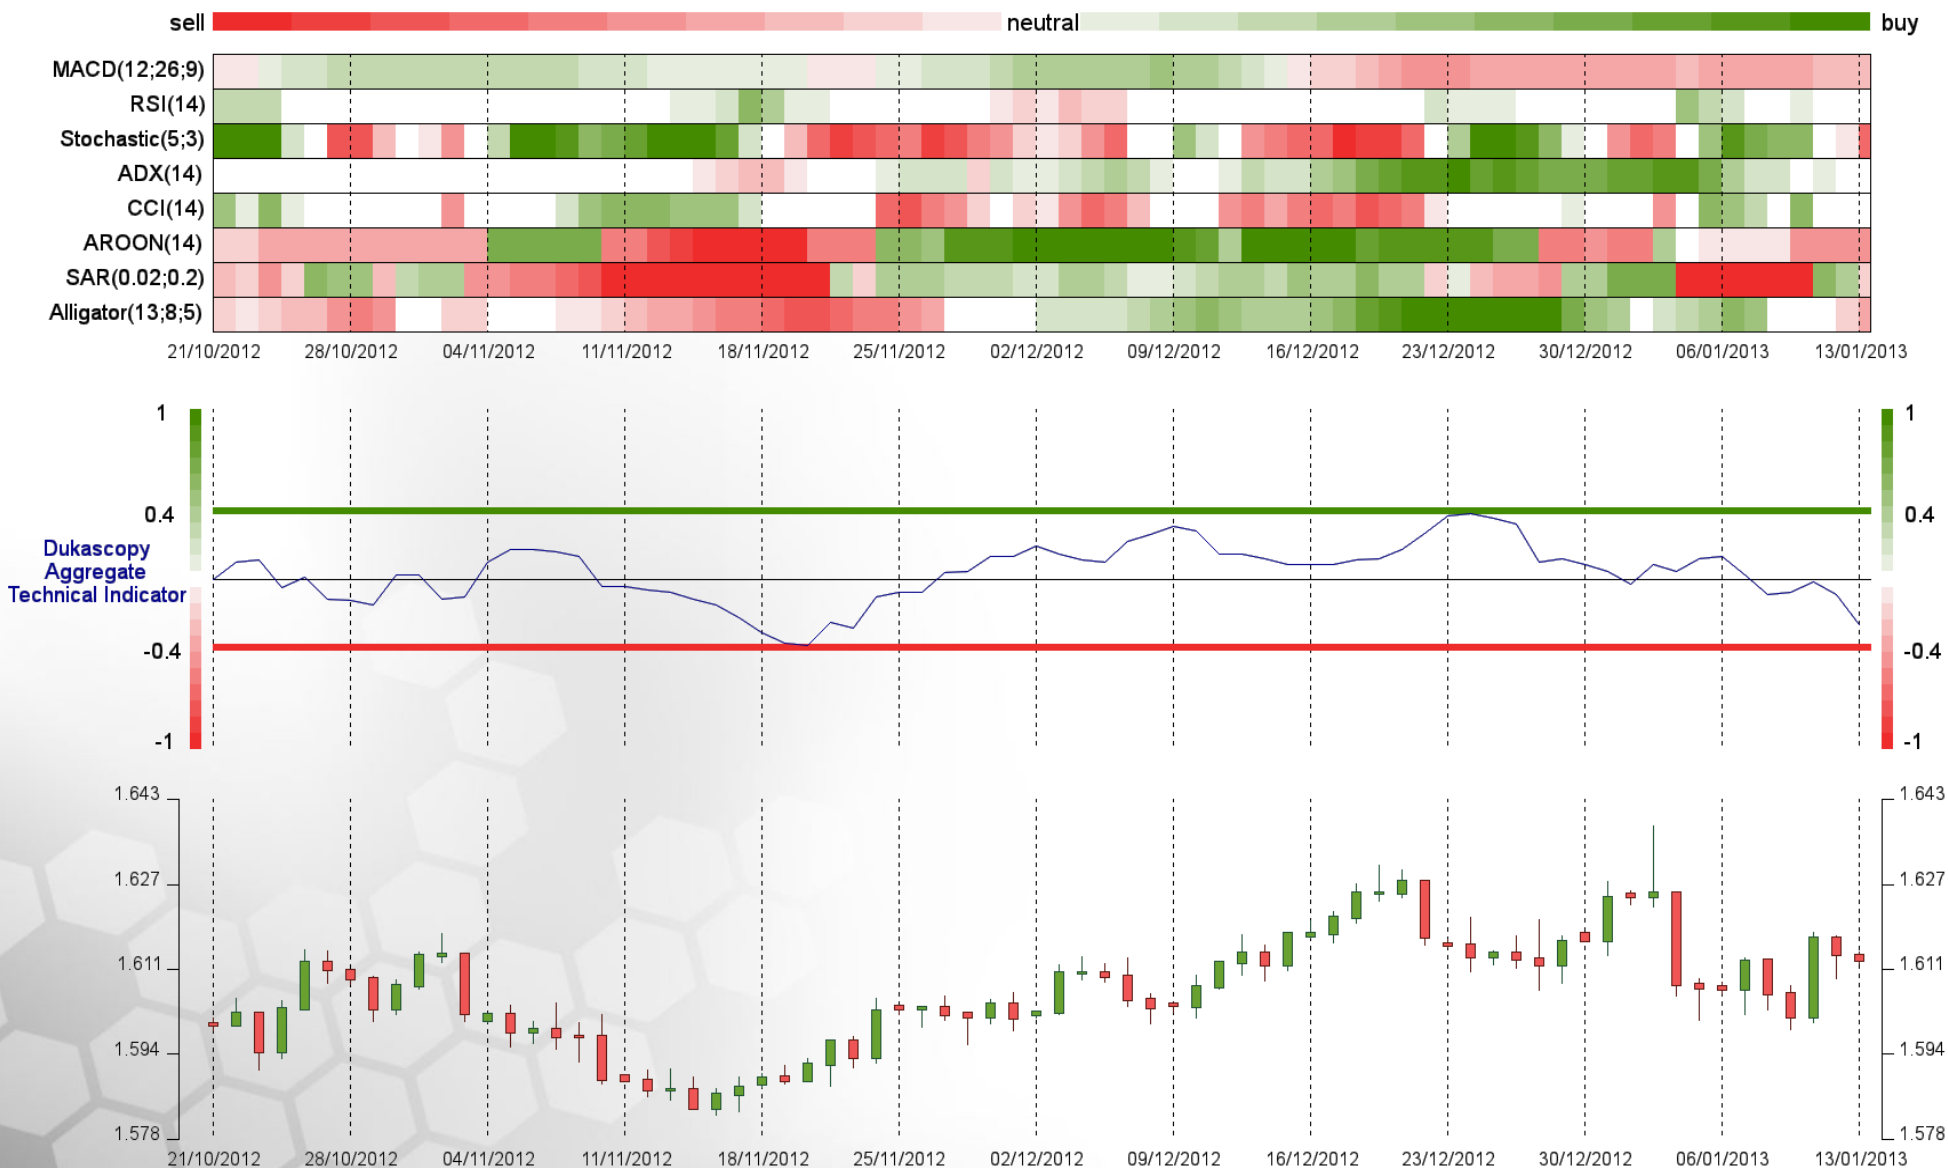 sell neutral buy
MACD(12;26;9)
RSI(14)
Stochastic(5;3)
ADX(14)
CCI(14)
AROON(14)
SAR(0.02;0.2)
Alligator(13;8;5)
21/10/2012 28/10/2012 04/11/2012 11/11/2012 18/11/2012 25/11/2012 02/12/2012 09/12/2012 16/12/2012 23/12/2012 30/12/2012 06/01/2013 13/01/2013
1 1
0.4 0.4
Dukascopy
Aggregate
Technical Indicator
-0.4 -0.4
-1 -1
1.643 1.643
1.627 1.627
1.611 1.611
1.594 1.594
1.578 1.578
21/10/2012 28/10/2012 04/11/2012 11/11/2012 18/11/2012 25/11/2012 02/12/2012 09/12/2012 16/12/2012 23/12/2012 30/12/2012 06/01/2013 13/01/2013